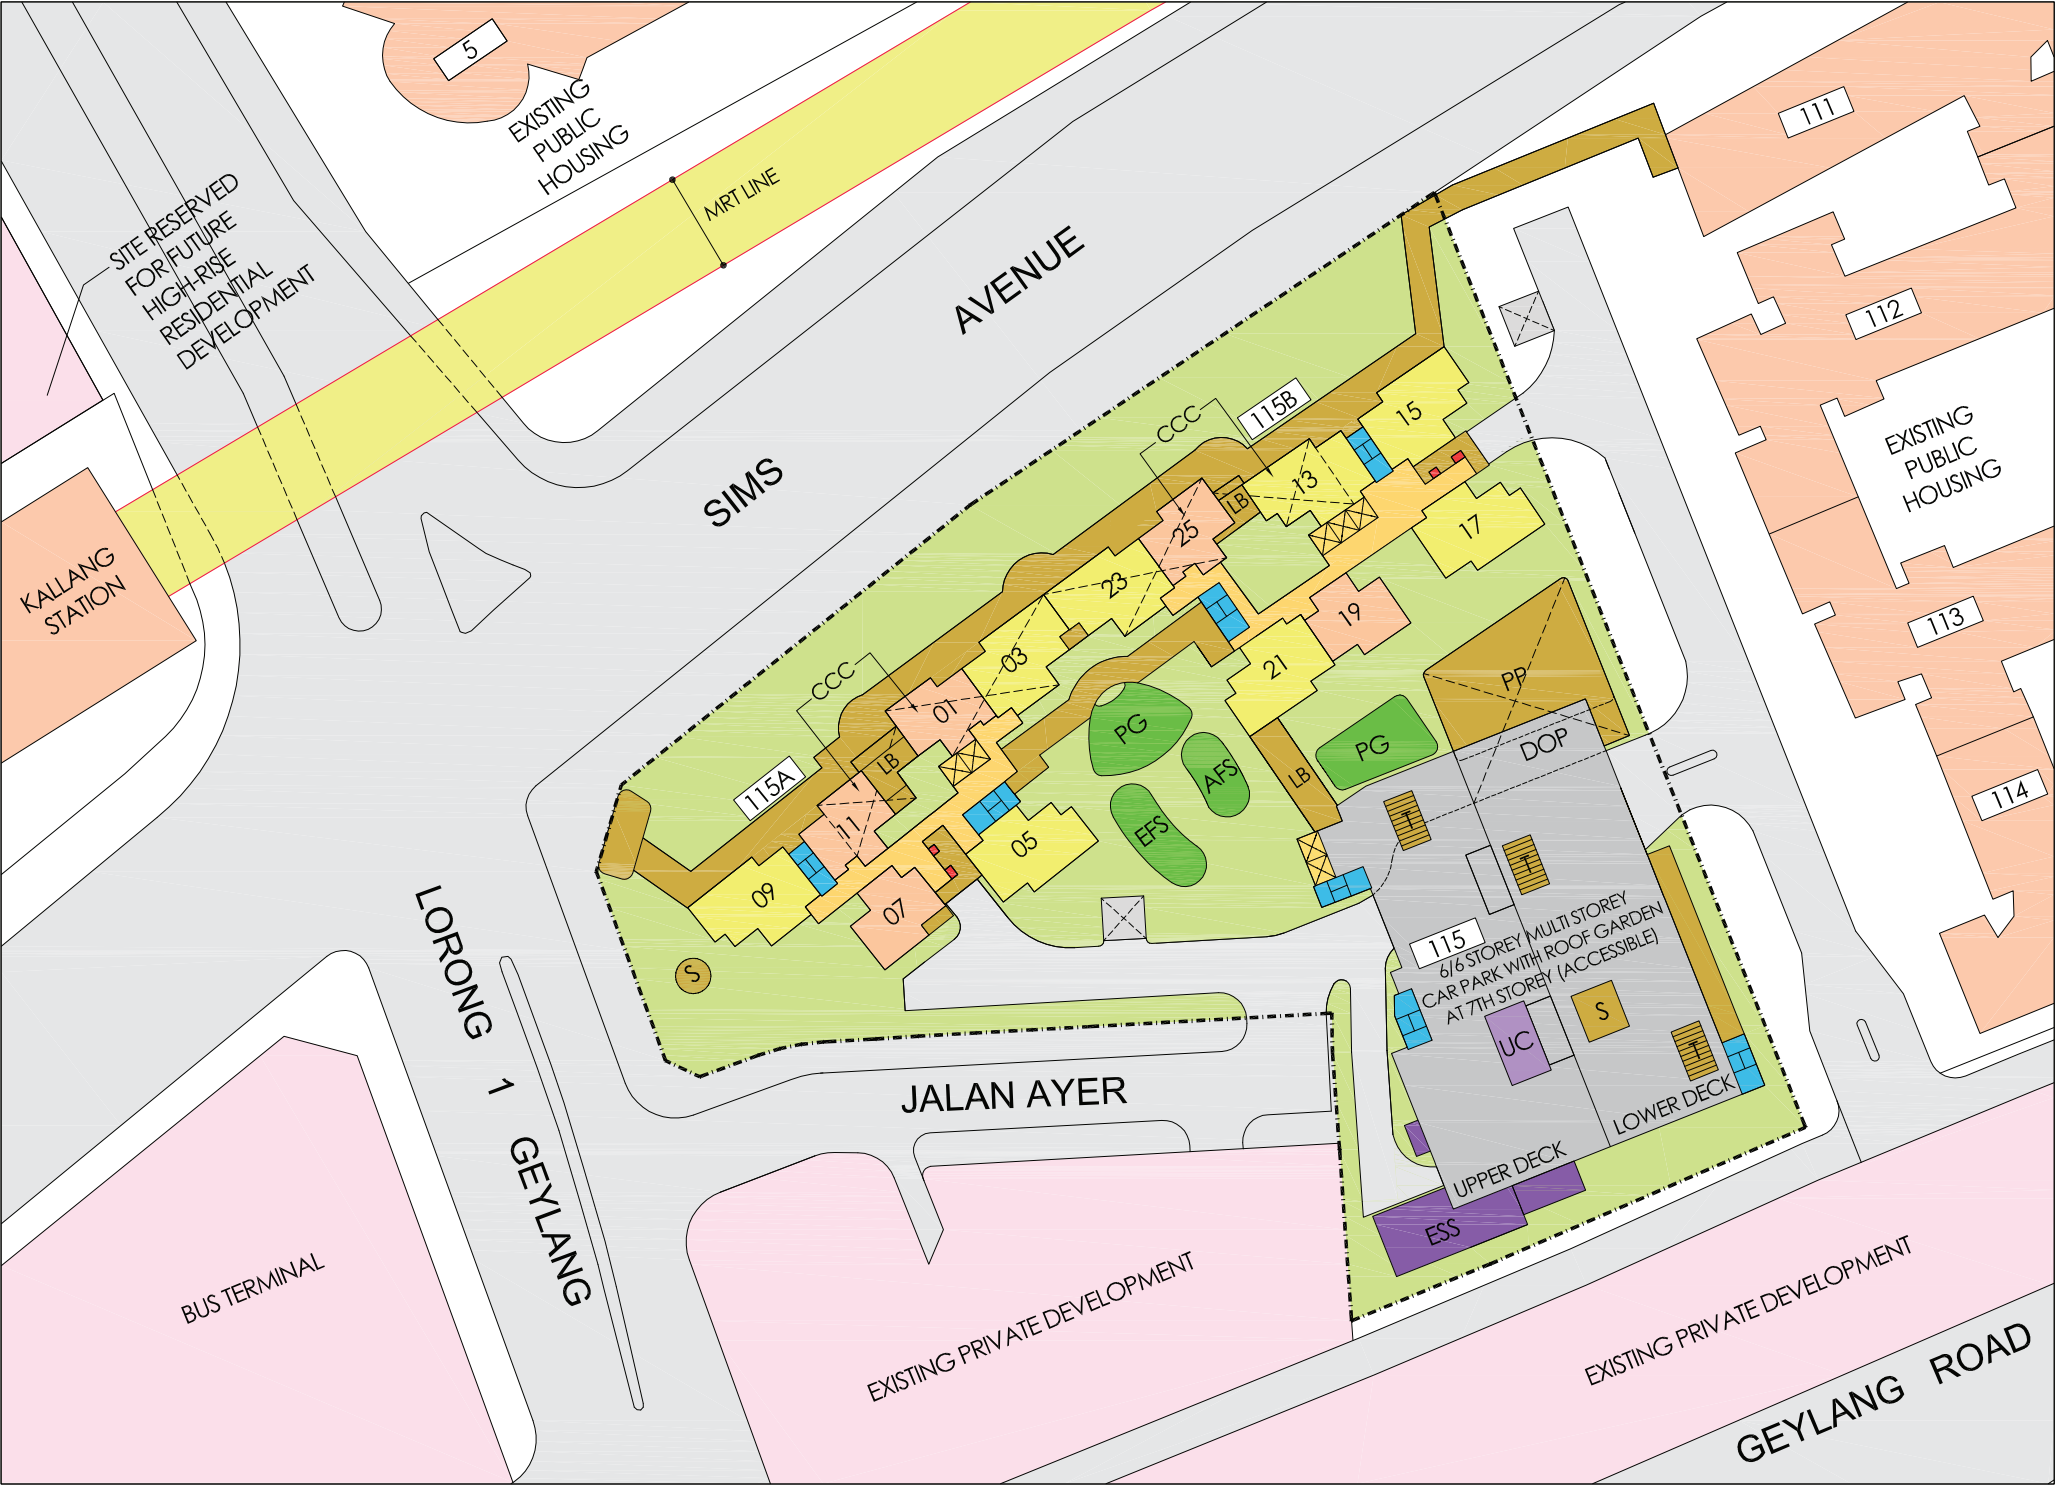 5
EXISTING
PUBLIC
HOUSING
MRT LINE
SITE RESERVED
FOR FUTURE
HIGH-RISE
RESIDENTIAL
DEVELOPMENT
KALLANG
STATION
SIMS
AVENUE
111
112
113
114
EXISTING
PUBLIC
HOUSING
CCC
115B
15
13
LB
25
17
23
19
03
21
CCC
01
LB
115A
11
09
07
05
S
PG
AFS
EFS
LB
PG
PP
DOP
T
T
115
6/6 STOREY MULTI STOREY
CAR PARK WITH ROOF GARDEN
AT 7TH STOREY (ACCESSIBLE)
UC
S
T
LOWER DECK
UPPER DECK
ESS
JALAN AYER
LORONG 1 GEYLANG
BUS TERMINAL
EXISTING PRIVATE DEVELOPMENT
EXISTING PRIVATE DEVELOPMENT
GEYLANG ROAD